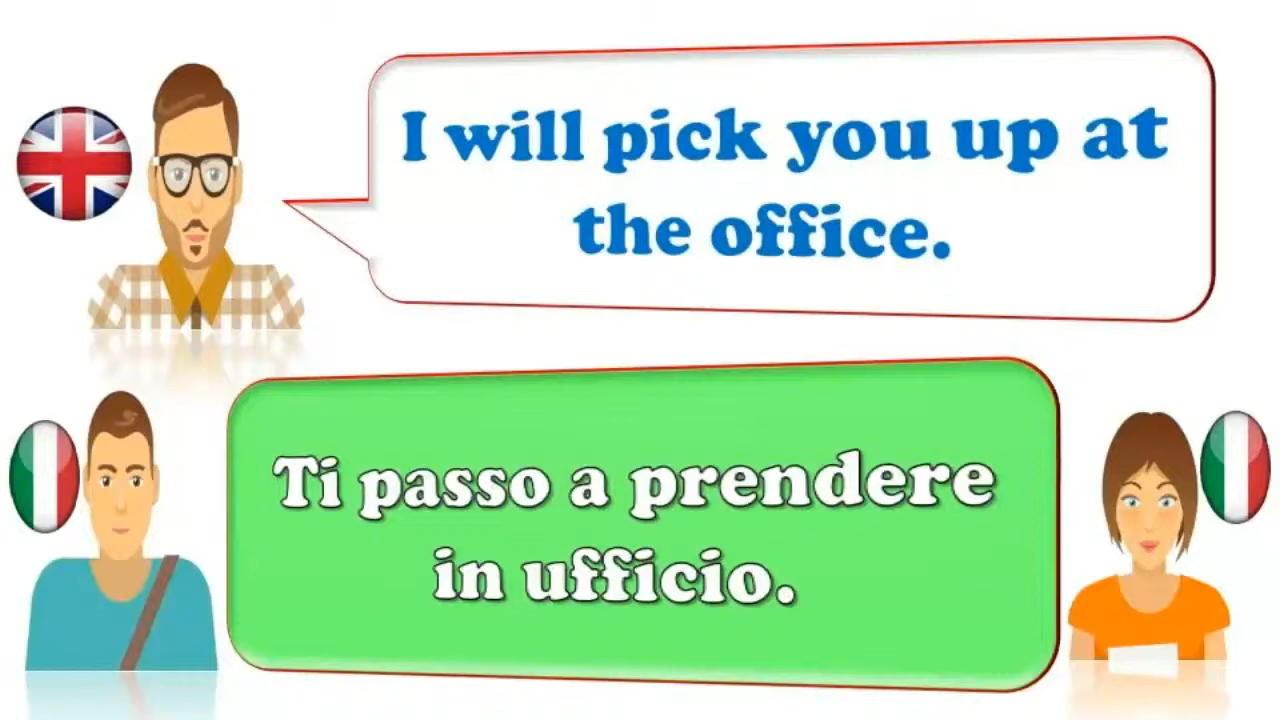 I will pick you up at
the office.
Ti passo a prendere
in ufficio.